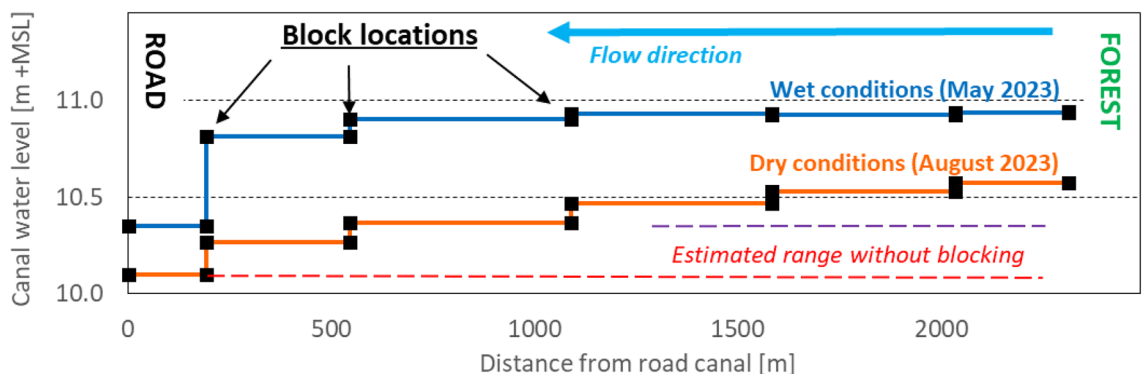 Canal water level [m +MSL]
ROAD
Block locations
Flow direction
FOREST
11.0
Wet conditions (May 2023)
Dry conditions (August 2023)
10.5
Estimated range without blocking
10.0
0
500
1000
1500
2000
Distance from road canal [m]